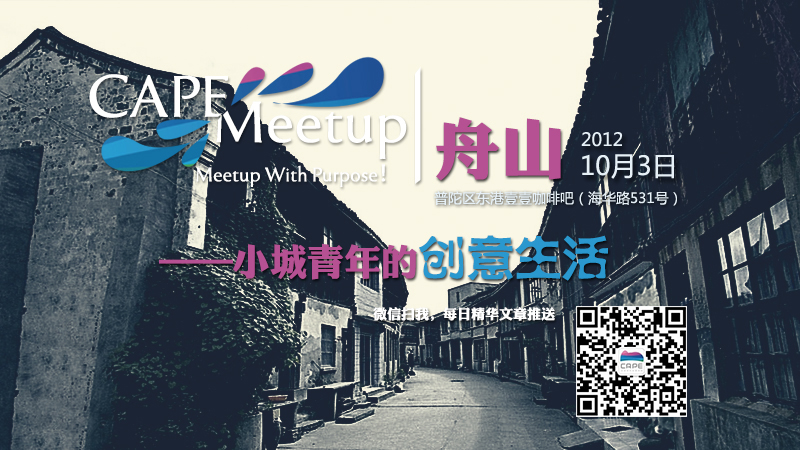 CAPE
Meetup
Meetup With Purpose!
舟山
2012
10月3日
普陀区东港壹壹咖啡吧（海华路531号）
——小城青年的创意生活
微信扫我，每日精华文章推送
CAPE